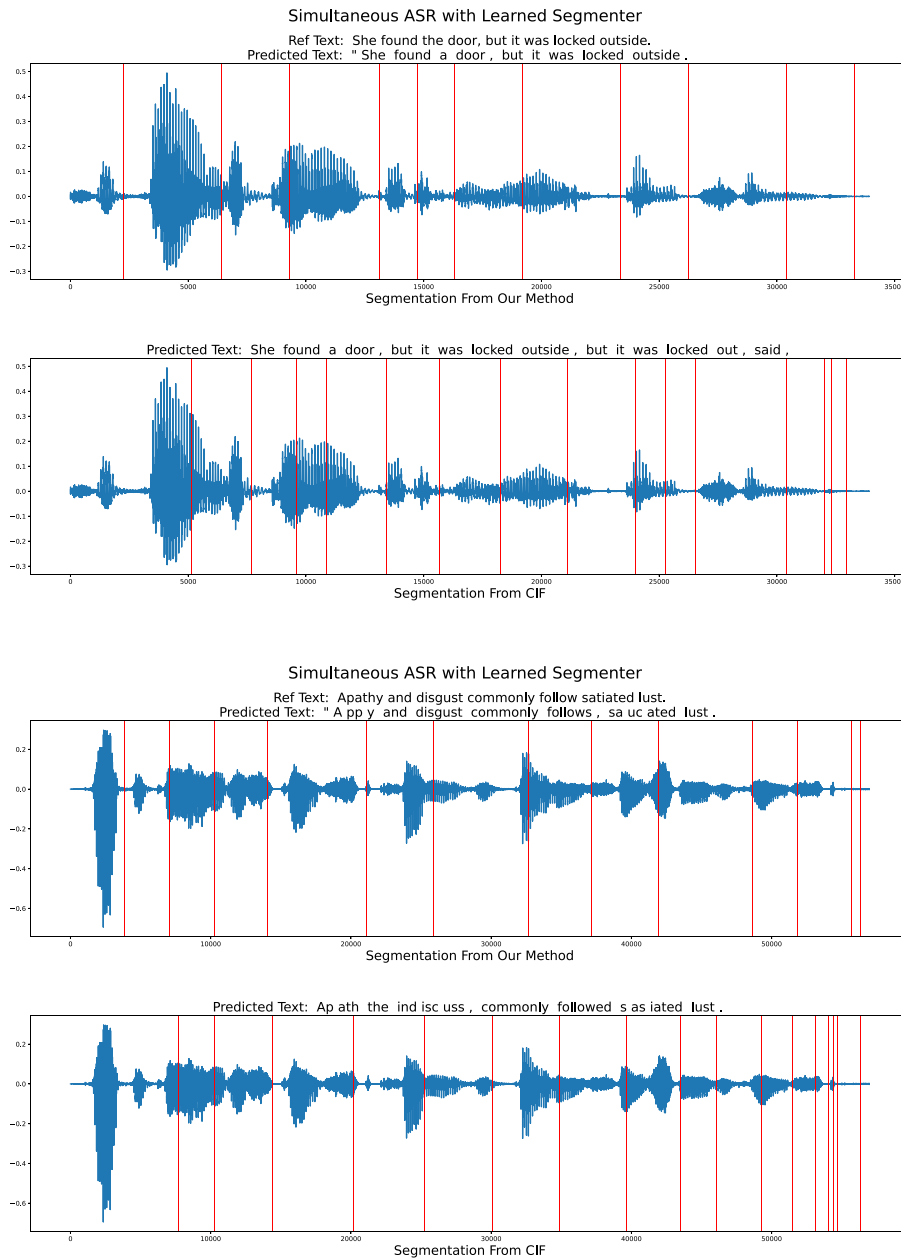 Simultaneous ASR with Learned Segmenter
Ref Text: She found the door, but it was locked outside.
Predicted Text: " She found a door , but it was locked outside .
0.5
0.4
0.3
0.2
0.1
0.0
−0.1
−0.2
−0.3
0 5000 10000 15000 20000 25000 30000 35000
Segmentation From Our Method
Predicted Text: She found a door , but it was locked outside , but it was locked out , said ,
0.5
0.4
0.3
0.2
0.1
0.0
−0.1
−0.2
−0.3
0 5000 10000 15000 20000 25000 30000 35000
Segmentation From CIF
Simultaneous ASR with Learned Segmenter
Ref Text: Apathy and disgust commonly follow satiated lust.
Predicted Text: " A pp y and disgust commonly follows , sa uc ated lust .
0.2
0.0
−0.2
−0.4
−0.6
0 10000 20000 30000 40000 50000
Segmentation From Our Method
Predicted Text: Ap ath the ind isc uss , commonly followed s as iated lust .
0.2
0.0
−0.2
−0.4
−0.6
0 10000 20000 30000 40000 50000
Segmentation From CIF